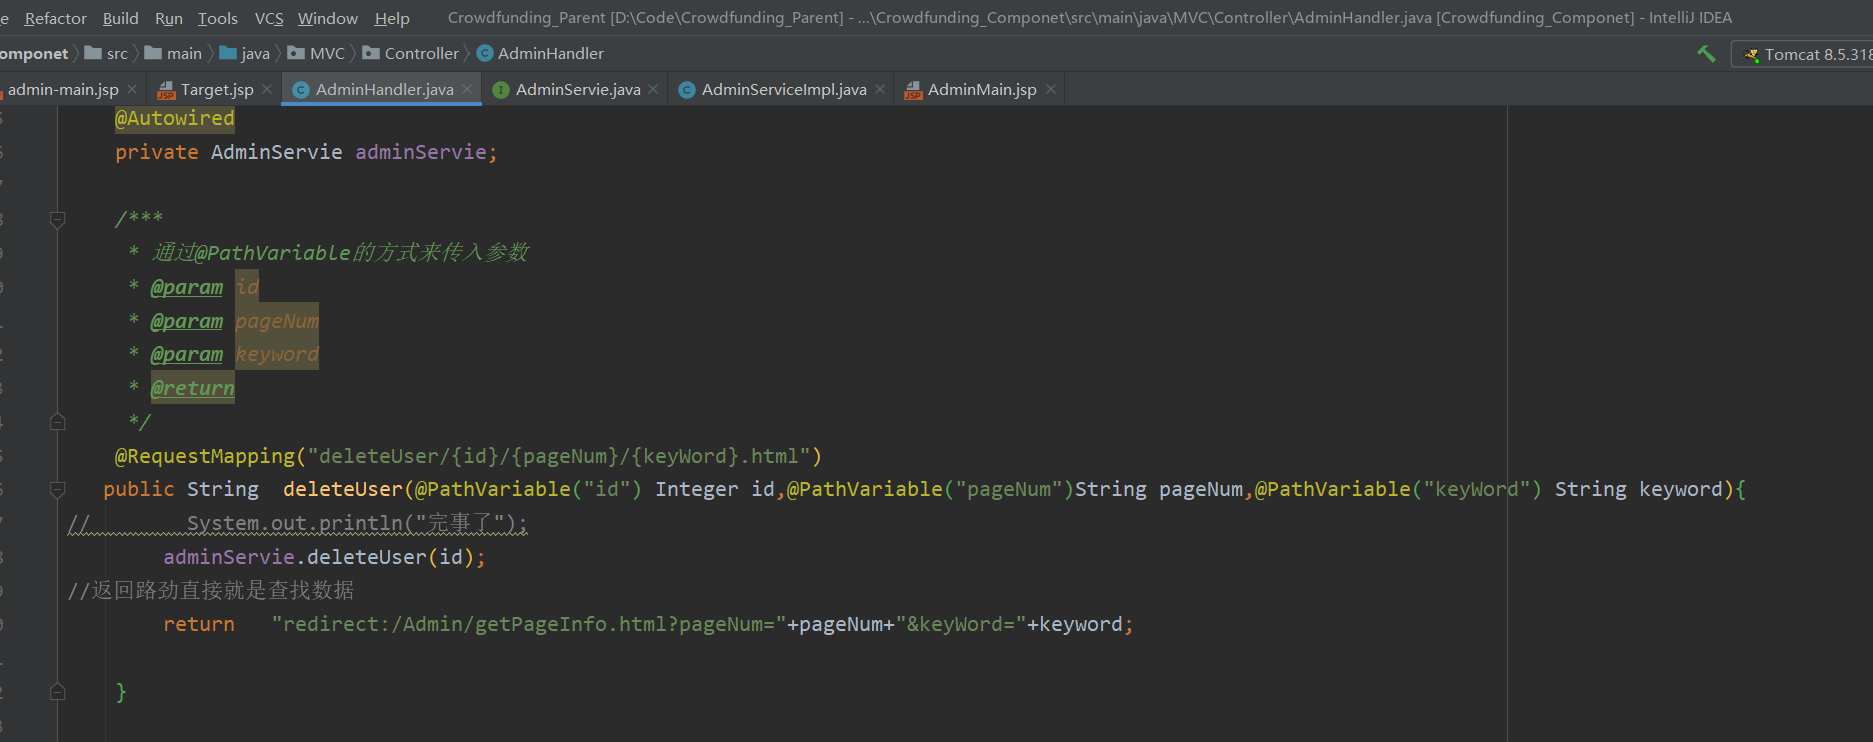 Refactor Build Run Tools VCS Window Help Crowdfunding_Parent [D:\Code\Crowdfunding_Parent] - ...\Crowdfunding_Componet\src\main\java\MVC\Controller\AdminHandler.java [Crowdfunding_Componet] - IntelliJ IDEA
omponet src main java MVC Controller AdminHandler Tomcat 8.5.318
admin-main.jsp Target.jsp AdminHandler.java AdminServie.java AdminServiceImpl.java AdminMain.jsp
@Autowired
private AdminServie adminServie;
/***
* 通过@PathVariable的方式来传入参数
* @param id
* @param pageNum
* @param keyword
* @return
*/
@RequestMapping("deleteUser/{id}/{pageNum}/{keyWord}.html")
public String deleteUser(@PathVariable("id") Integer id,@PathVariable("pageNum")String pageNum,@PathVariable("keyWord") String keyword){
// System.out.println("完事了");
adminServie.deleteUser(id);
//返回路劲直接就是查找数据
return "redirect:/Admin/getPageInfo.html?pageNum="+pageNum+"&keyWord="+keyword;
}